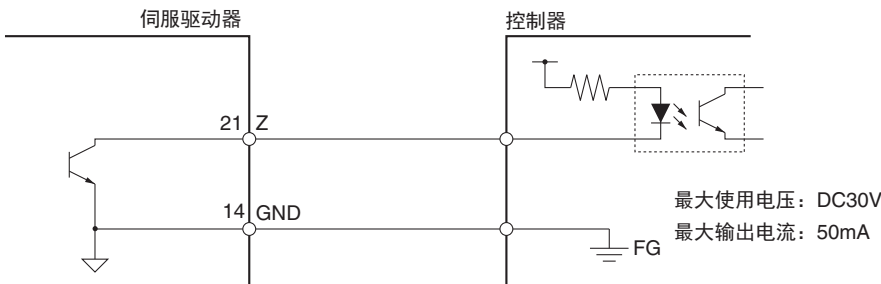 伺服驱动器
控制器
21 Z
14 GND
最大使用电压：DC30V
最大输出电流：50mA
FG